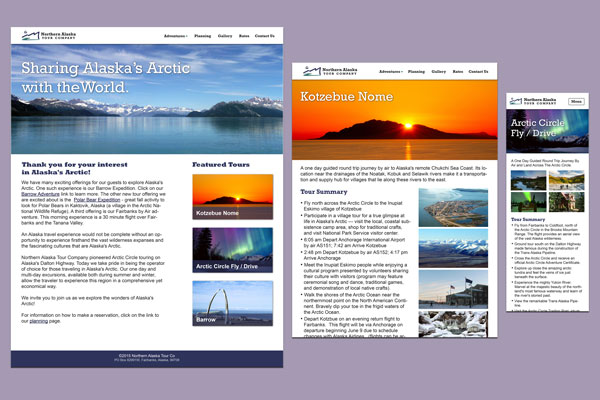 Northern Alaska
TOUR COMPANY
Adventures Planning Gallery Rates Contact Us
Sharing Alaska's Arctic
with the World.
Thank you for your interest
in Alaska's Arctic!
We have many exciting offerings for our guests to explore Alaska's
Arctic. One such experience is our Barrow Expedition. Click on our
Barrow Adventure link to learn more. The other new tour offering we
are excited about is the Polar Bear Expedition - great fall activity to
look for Polar Bears in Kaktovik, Alaska (a village in the Arctic Na-
tional Wildlife Refuge). A third offering is our Fairbanks by Air ad-
venture. This morning experience is a 30 minute flight over Fair-
banks and the Tanana Valley.
An Alaska travel experience would not be complete without an op-
portunity to experience firsthand the vast wilderness expanses and
the fascinating cultures that are Alaska's Arctic.
Northern Alaska Tour Company pioneered Arctic Circle touring on
Alaska's Dalton Highway. Today we take pride in being the operator
of choice for those traveling in Alaska's Arctic. Our one day and
multi-day excursions, available both during summer and winter,
allow the traveler to experience this region in a comprehensive yet
economical way.
We invite you to join us as we explore the wonders of Alaska's
Arctic!
For information on how to make a reservation, click on the link to
our planning page.
Featured Tours
Kotzebue Nome
Arctic Circle Fly / Drive
Barrow
©2015 Northern Alaska Tour Co
Northern Alaska
TOUR COMPANY
Adventures Planning Gallery Rates Contact Us
Kotzebue Nome
A one day guided round trip journey by air to Alaska's remote Chukchi Sea Coast. Its lo-
cation near the drainages of the Noatak, Kobuk and Selawik rivers make it a transporta-
tion and supply hub for villages that lie along these rivers to the east.
Tour Summary
• Fly north across the Arctic Circle to the Inupiat
Eskimo village of Kotzebue
• Participate in a village tour for a true glimpse at
life in Alaska's Arctic — visit the local, coastal sub-
sistence camp area, shop for traditional crafts,
and visit National Park Service visitor center.
• 6:05 am Depart Anchorage International Airport
by air AS151; 7:42 am Arrive Kotzebue
• 2:48 pm Depart Kotzebue by air AS152; 4:17 pm
Arrive Anchorage
• Meet the Inupiat Eskimo people while enjoying a
cultural program presented by volunteers sharing
their culture with visitors (program may feature
ceremonial song and dance, traditional games,
and demonstration of local native crafts).
• Walk the shores of the Arctic Ocean near the
northernmost point on the North American Conti-
nent. Bravely dip your toe in the frigid waters of
the Arctic Ocean.
• Depart Kotzebue on an evening return flight to
Fairbanks. This flight will be via Anchorage on
departure beginning June 9 due to schedule
changes with Alaska Airlines. (flights can be ar-
Northern Alaska
TOUR COMPANY
Menu
Arctic Circle
Fly / Drive
A One Day Guided Round Trip Journey By
Air and Land Across The Arctic Circle.
Tour Summary
• Fly from Fairbanks to Coldfoot, north of
the Arctic Circle in the Brooks Mountain
Range. The flight provides an aerial view
of the vast Alaska wilderness
• Ground tour south on the Dalton Highway
made famous during the construction of
the Trans-Alaska Pipeline
• Cross the Arctic Circle and receive an
official Arctic Circle Adventure Certificate
• Explore up close the amazing arctic
tundra and feel the veins of ice just
beneath the surface
• Experience the mighty Yukon River.
Marvel at the majestic beauty of the north
land's most famous waterway and learn of
the river's storied past.
• View the remarkable Trans-Alaska Pipe-
line